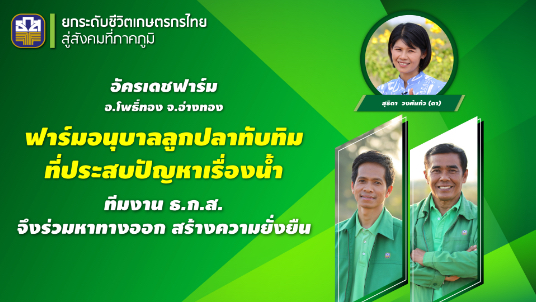 ยกระดับชีวิตเกษตรกรไทย
สู่สังคมที่ภาคภูมิ
อัครเดชฟาร์ม
อ.โพธิ์ทอง จ.อ่างทอง
ฟาร์มอนุบาลลูกปลาทับทิม
ที่ประสบปัญหาเรื่องน้ำ
ทีมงาน ธ.ก.ส.
จึงร่วมหาทางออก สร้างความยั่งยืน
สุธิดา